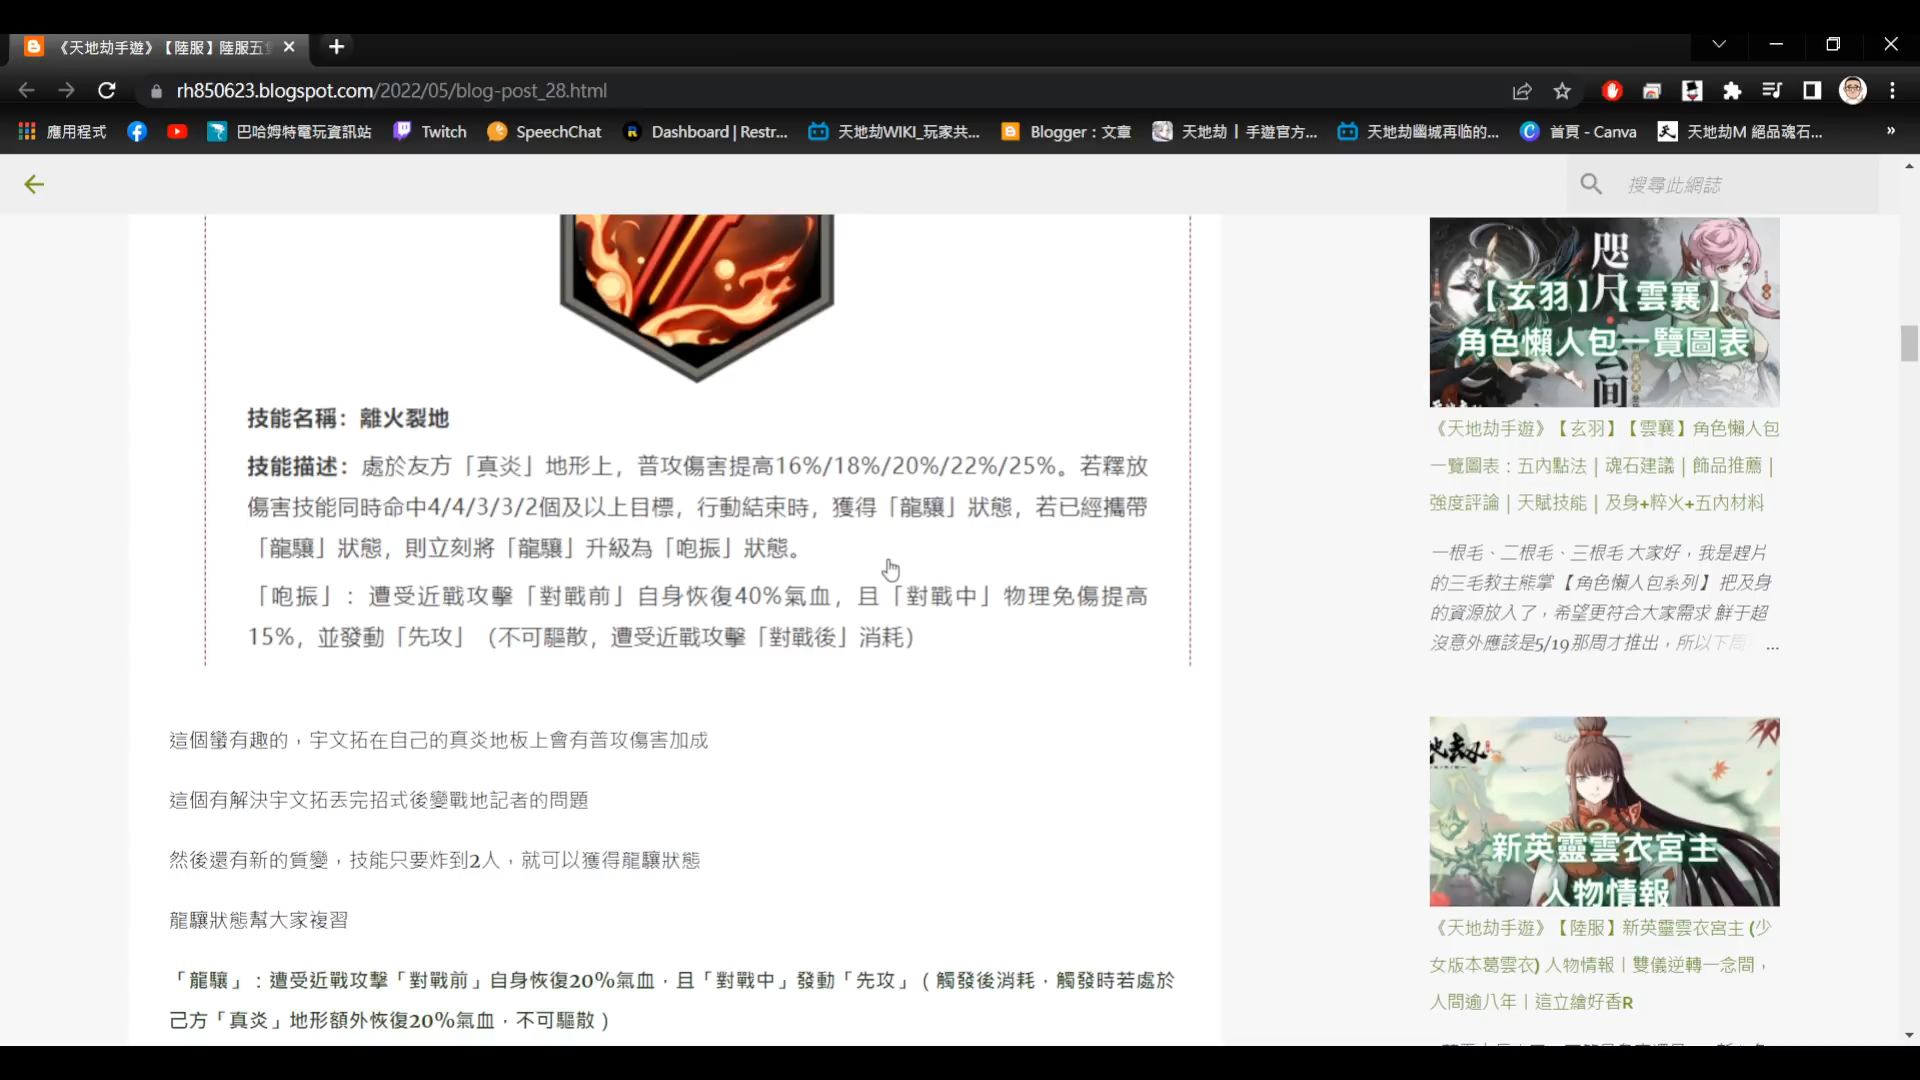 《天地劫手遊》【陸服】陸服五
rh850623.blogspot.com/2022/05/blog-post_28.html
應用程式 巴哈姆特電玩資訊站 Twitch SpeechChat Dashboard | Restr... 天地劫WIKI_玩家共... Blogger：文章 天地劫丨手遊官方... 天地劫幽城再临的... 首頁 - Canva 天地劫M 絕品魂石... »
搜尋此網誌
技能名稱：離火裂地
技能描述：處於友方「真炎」地形上，普攻傷害提高16%/18%/20%/22%/25%。若釋放
傷害技能同時命中4/4/3/3/2個及以上目標，行動結束時，獲得「龍驤」狀態，若已經攜帶
「龍驤」狀態，則立刻將「龍驤」升級為「咆振」狀態。
「咆振」：遭受近戰攻擊「對戰前」自身恢復40%氣血，且「對戰中」物理免傷提高
15%，並發動「先攻」（不可驅散，遭受近戰攻擊「對戰後」消耗）
這個蠻有趣的，宇文拓在自己的真炎地板上會有普攻傷害加成
這個有解決宇文拓丟完招式後變戰地記者的問題
然後還有新的質變，技能只要炸到2人，就可以獲得龍驤狀態
龍驤狀態幫大家複習
「龍驤」：遭受近戰攻擊「對戰前」自身恢復20%氣血，且「對戰中」發動「先攻」（觸發後消耗，觸發時若處於
己方「真炎」地形額外恢復20%氣血，不可驅散）
咫尺
云间
【玄羽】【雲襄】
角色懶人包一覽圖表
《天地劫手遊》【玄羽】【雲襄】角色懶人包
一覽圖表：五內點法｜魂石建議｜飾品推薦｜
強度評論｜天賦技能｜及身+粹火+五內材料
一根毛、二根毛、三根毛 大家好，我是趕片
的三毛教主熊掌 【角色懶人包系列】 把及身
的資源放入了，希望更符合大家需求 鮮于超
沒意外應該是5/19那周才推出，所以下周 ...
地劫
新英靈雲衣宮主
人物情報
《天地劫手遊》【陸服】新英靈雲衣宮主 (少
女版本葛雲衣) 人物情報｜雙儀逆轉一念間，
人間逾八年｜這立繪好香R